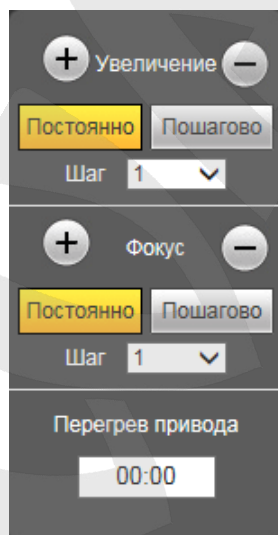 + Увеличение −
Постоянно Пошагово
Шаг 1
+ Фокус −
Постоянно Пошагово
Шаг 1
Перегрев привода
00:00